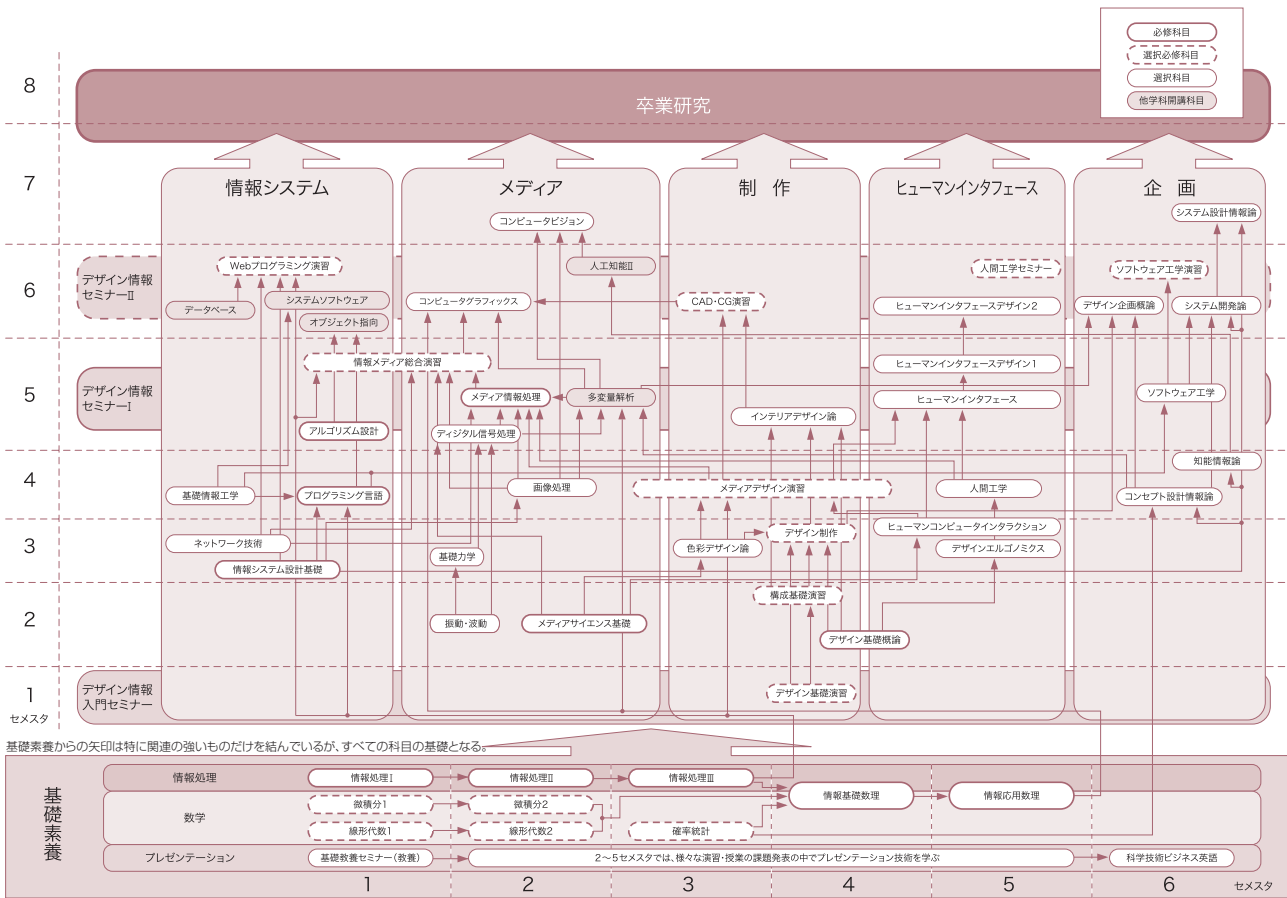 必修科目
選択必修科目
選択科目
他学科開講科目
8
卒業研究
7
情報システム
メディア
制 作
ヒューマンインタフェース
企 画
システム設計情報論
コンピュータビジョン
6
デザイン情報
セミナーⅡ
Webプログラミング演習
人工知能Ⅱ
人間工学セミナー
ソフトウェア工学演習
データベース
システムソフトウェア
オブジェクト指向
コンピュータグラフィックス
CAD・CG演習
ヒューマンインタフェースデザイン2
デザイン企画概論
システム開発論
5
デザイン情報
セミナーⅠ
情報メディア総合演習
ヒューマンインタフェースデザイン1
メディア情報処理
多変量解析
ヒューマンインタフェース
ソフトウェア工学
インテリアデザイン論
アルゴリズム設計
ディジタル信号処理
4
知能情報論
基礎情報工学
プログラミング言語
画像処理
メディアデザイン演習
人間工学
コンセプト設計情報論
3
ネットワーク技術
情報システム設計基礎
基礎力学
色彩デザイン論
デザイン制作
ヒューマンコンピュータインタラクション
デザインエルゴノミクス
2
構成基礎演習
振動・波動
メディアサイエンス基礎
デザイン基礎概論
1
セメスタ
デザイン情報
入門セミナー
デザイン基礎演習
基礎素養からの矢印は特に関連の強いものだけを結んでいるが、すべての科目の基礎となる。
基礎素養
情報処理
情報処理Ⅰ
情報処理Ⅱ
情報処理Ⅲ
数学
微積分1
微積分2
情報基礎数理
情報応用数理
線形代数1
線形代数2
確率統計
プレゼンテーション
基礎教養セミナー(教養)
2〜5セメスタでは、様々な演習・授業の課題発表の中でプレゼンテーション技術を学ぶ
科学技術ビジネス英語
1
2
3
4
5
6
セメスタ